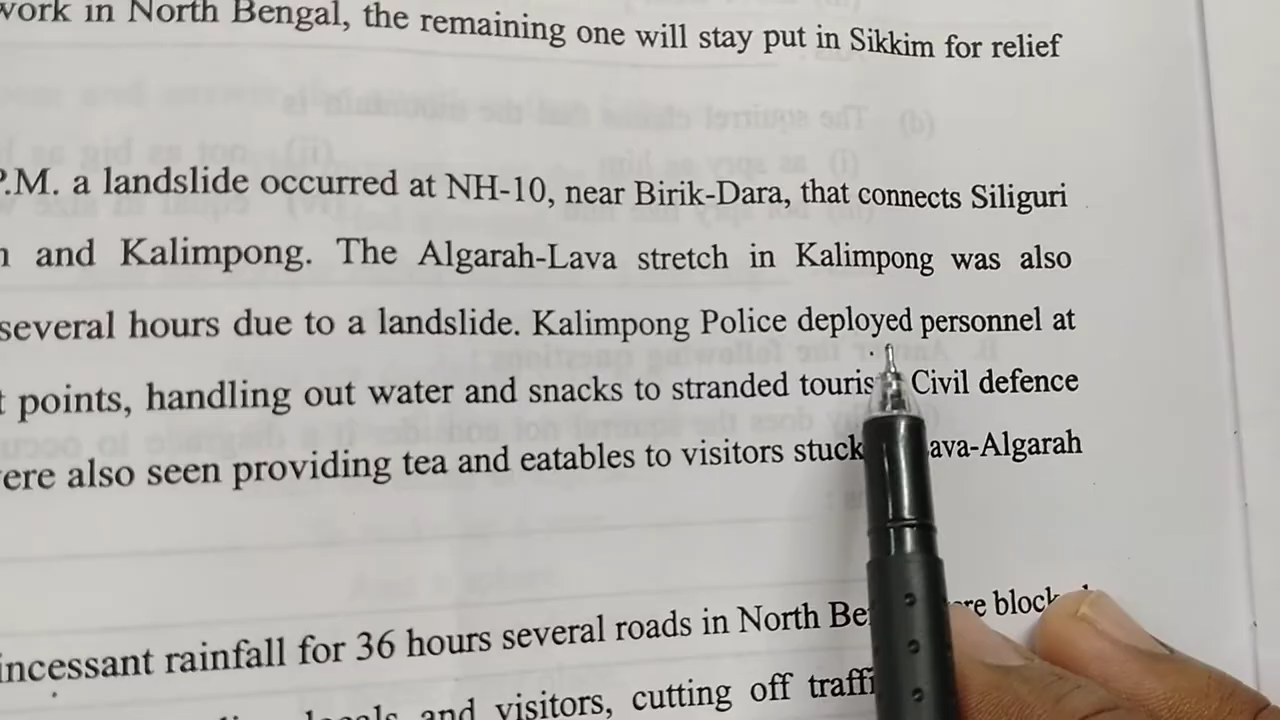 work in North Bengal, the remaining one will stay put in Sikkim for relief
P.M. a landslide occurred at NH-10, near Birik-Dara, that connects Siliguri
and Kalimpong. The Algarah-Lava stretch in Kalimpong was also
several hours due to a landslide. Kalimpong Police deployed personnel at
points, handling out water and snacks to stranded touris Civil defence
ere also seen providing tea and eatables to visitors stuck ava-Algarah
incessant rainfall for 36 hours several roads in North Be re block
and visitors, cutting off traffi